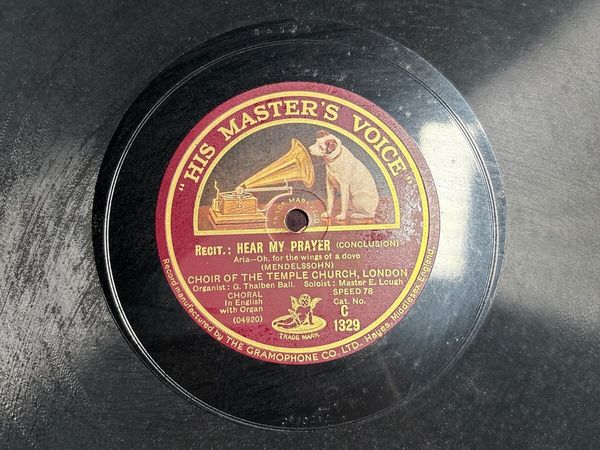 "HIS MASTER'S VOICE"
TRADE MARK
RECIT.: HEAR MY PRAYER (CONCLUSION)
Aria—Oh, for the wings of a dove
(MENDELSSOHN)
CHOIR OF THE TEMPLE CHURCH, LONDON
Organist: G. Thalben Ball. Soloist: Master E. Lough
CHORAL
In English
with Organ
(04920)
SPEED 78
Cat. No.
C
1329
TRADE MARK
Record manufactured by THE GRAMOPHONE CO., LTD., Hayes, Middlesex, England.